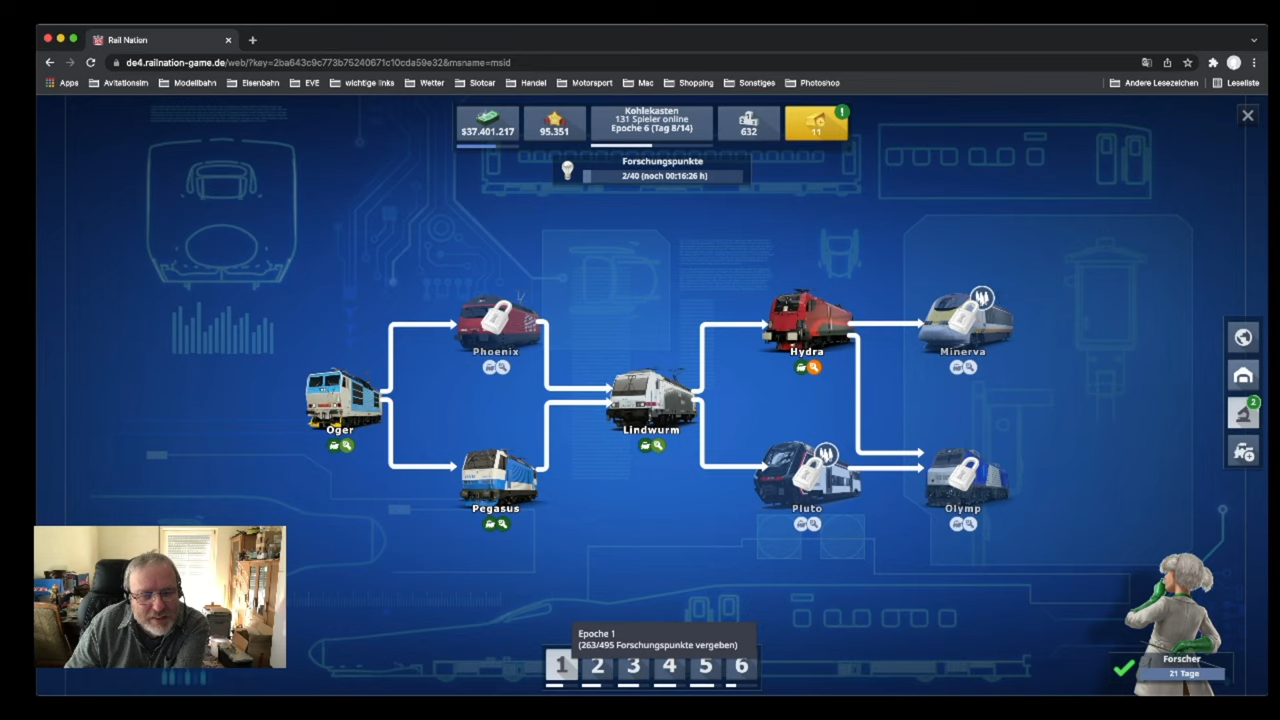 Rail Nation
de4.railnation-game.de/web/?key=2ba643c9c773b75240671c10cda59e32&msname=msid
Apps Avitationsim Modellbahn Eisenbahn EVE wichtige links Wetter Slotcar Handel Motorsport Mac Shopping Sonstiges Photoshop Andere Lesezeichen Leseliste
$37.401.217
95.351
Kohlekasten
131 Spieler online
Epoche 6 (Tag 8/14)
632
11
Forschungspunkte
2/40 (noch 00:16:26 h)
Phoenix
Hydra
Minerva
Oger
Lindwurm
Pegasus
Pluto
Olymp
2
Epoche 1
(263/495 Forschungspunkte vergeben)
1 2 3 4 5 6
Forscher
21 Tage